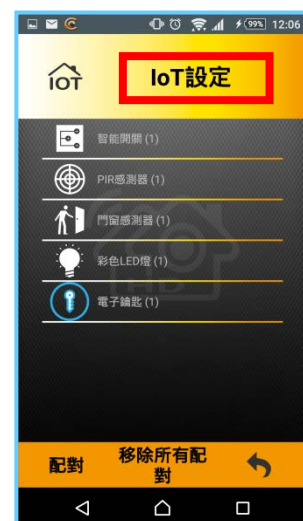 99% 12:06
IoT
IoT設定
智能開關 (1)
PIR感測器 (1)
門窗感測器 (1)
彩色LED燈 (1)
電子鑰匙 (1)
配對
移除所有配
對